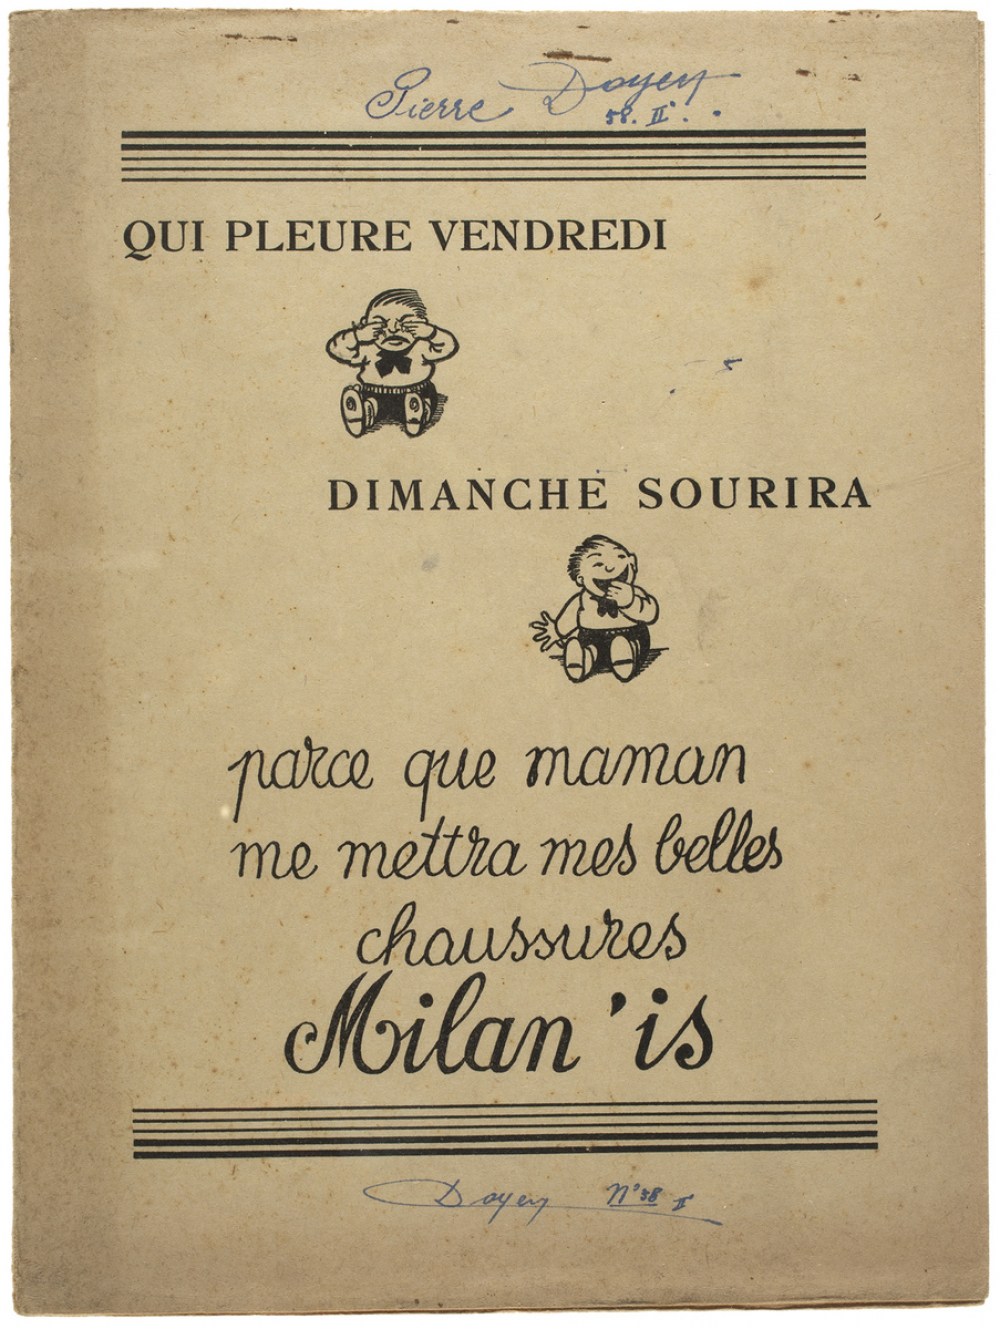 Pierre Doyen
58. II.
QUI PLEURE VENDREDI
DIMANCHE SOURIRA
parce que maman
me mettra mes belles
chaussures
Milan'is
Doyen N° 58 II